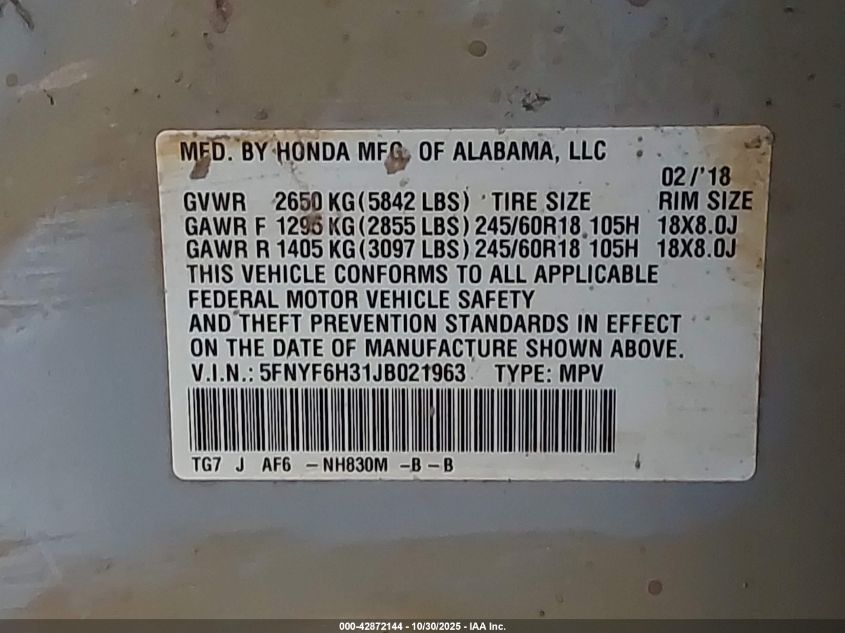 MFD. BY HONDA MFG. OF ALABAMA, LLC
02/'18
GVWR 2650 KG(5842 LBS) TIRE SIZE RIM SIZE
GAWR F 1295 KG(2855 LBS) 245/60R18 105H 18X8.0J
GAWR R 1405 KG(3097 LBS) 245/60R18 105H 18X8.0J
THIS VEHICLE CONFORMS TO ALL APPLICABLE
FEDERAL MOTOR VEHICLE SAFETY
AND THEFT PREVENTION STANDARDS IN EFFECT
ON THE DATE OF MANUFACTURE SHOWN ABOVE.
V.I.N.: 5FNYF6H31JB021963 TYPE: MPV
TG7 J AF6 -NH830M -B-B
000-42872144 - 10/30/2025 - IAA Inc.